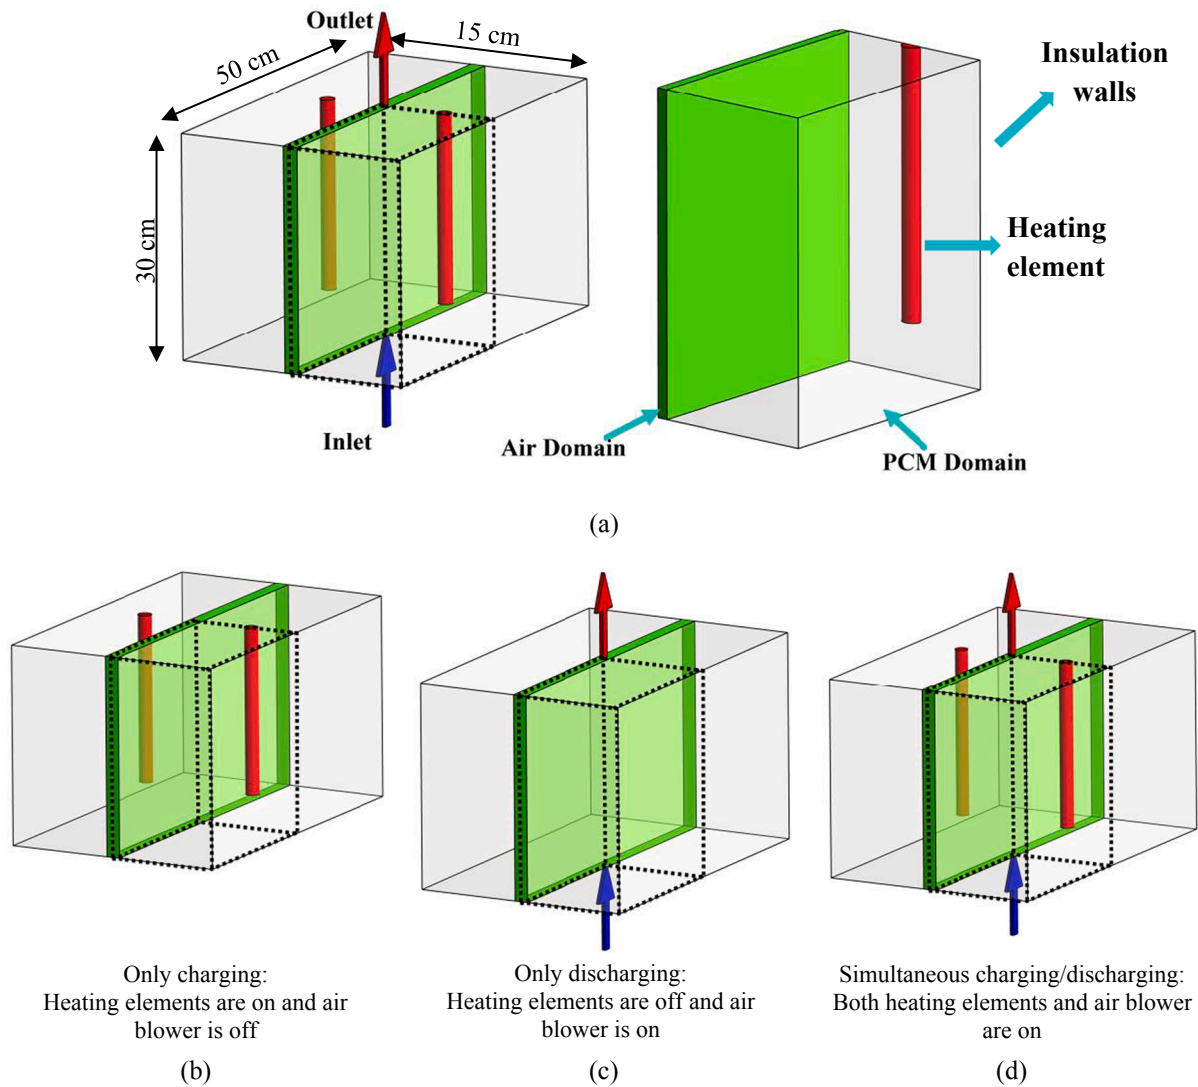 Outlet
15 cm
50 cm
30 cm
Inlet
Insulation
walls
Heating
element
Air Domain
PCM Domain
(a)
Only charging:
Heating elements are on and air
blower is off
(b)
Only discharging:
Heating elements are off and air
blower is on
(c)
Simultaneous charging/discharging:
Both heating elements and air blower
are on
(d)